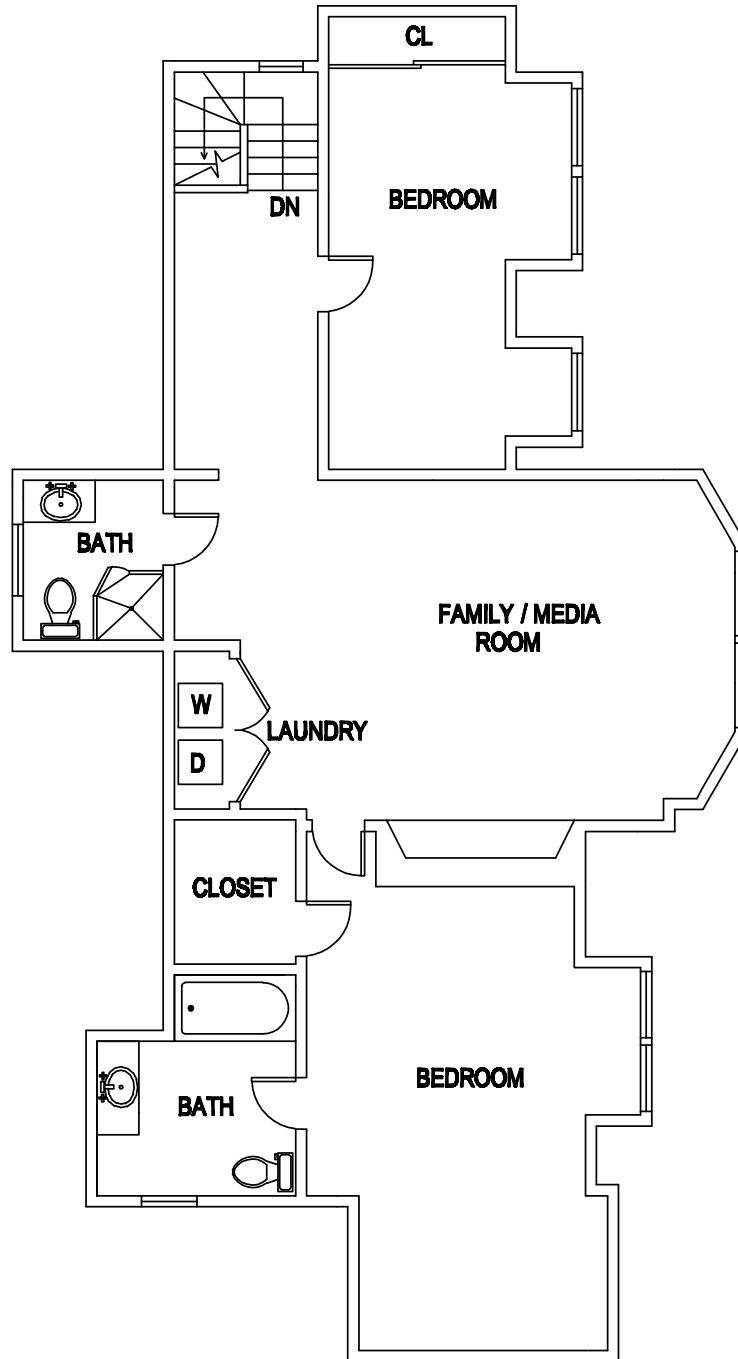 CL
BEDROOM
DN
BATH
FAMILY / MEDIA
ROOM
W
LAUNDRY
D
CLOSET
BEDROOM
BATH